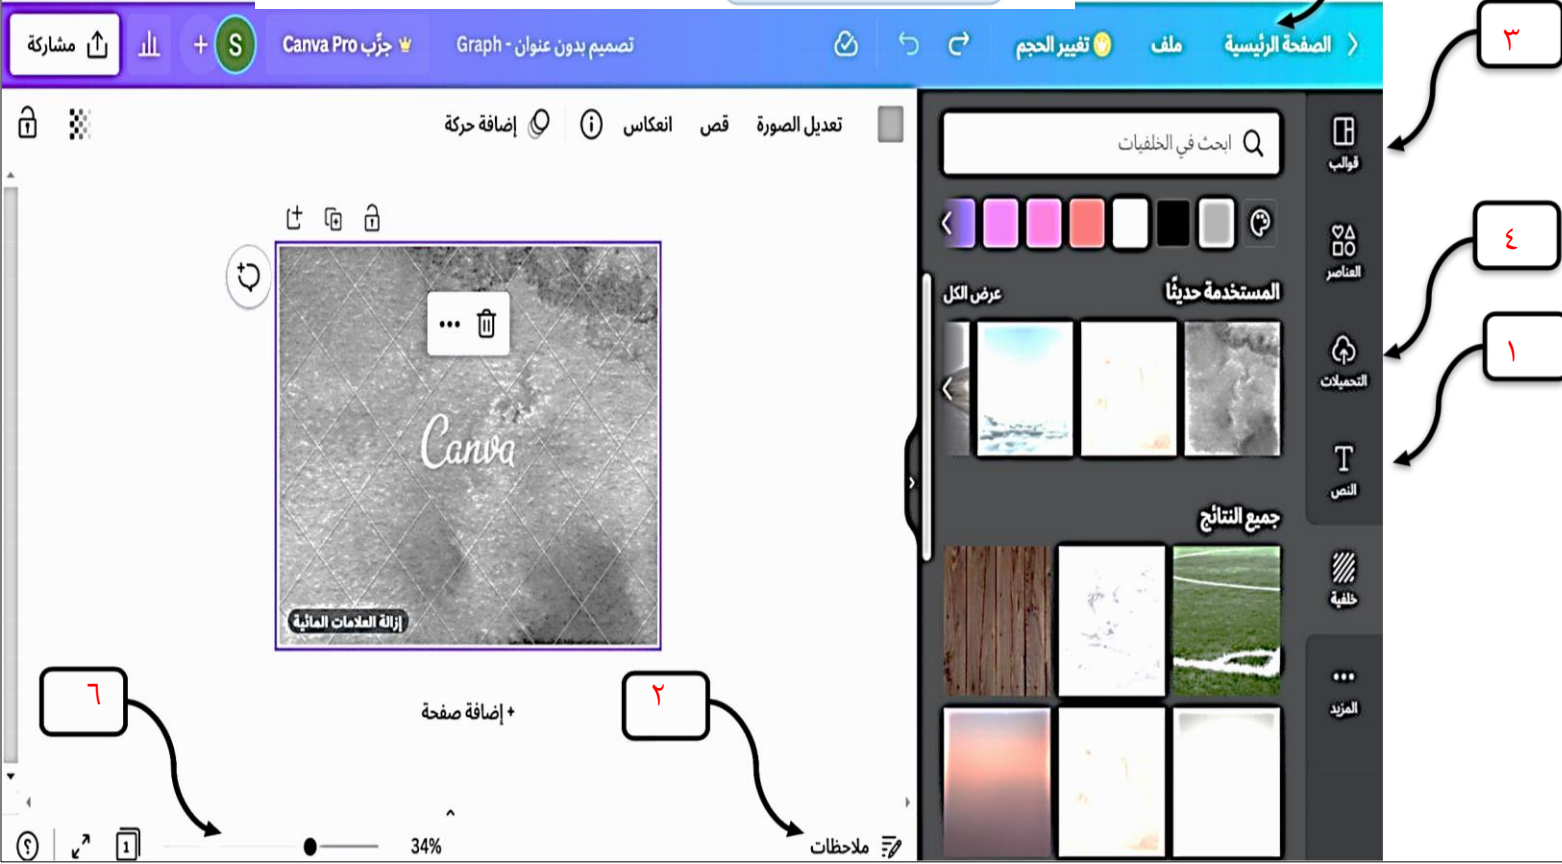 الصفحة الرئيسية
ملف
تغيير الحجم
تصميم بدون عنوان - Graph
جرِّب Canva Pro
S
+
مشاركة
٣
قوالب
العناصر
٤
التحميلات
١
النص
خلفية
المزيد
ابحث في الخلفيات
المستخدمة حديثًا
عرض الكل
جميع النتائج
تعديل الصورة
قص
انعكاس
إضافة حركة
Canva
إزالة العلامات المائية
+ إضافة صفحة
٢
٦
ملاحظات
34%
1
؟